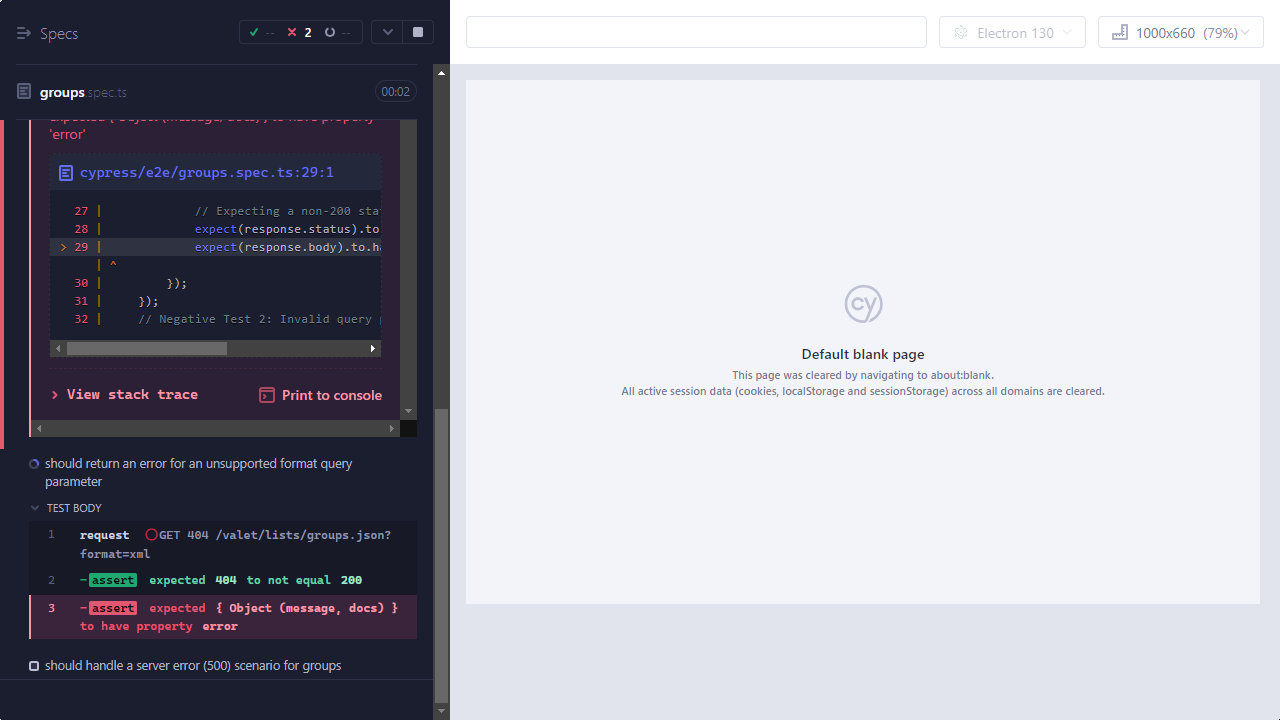 Specs
-- 2 --
Electron 130
1000x660 (79%)
groups.spec.ts
00:02
'error'
cypress/e2e/groups.spec.ts:29:1
27 | // Expecting a non-200 sta
28 | expect(response.status).to
> 29 | expect(response.body).to.ha
| ^
30 | });
31 | });
32 | // Negative Test 2: Invalid query
> View stack trace
Print to console
should return an error for an unsupported format query
parameter
TEST BODY
1 request GET 404 /valet/lists/groups.json?
format=xml
2 -assert expected 404 to not equal 200
3 -assert expected { Object (message, docs) }
to have property error
should handle a server error (500) scenario for groups
cy
Default blank page
This page was cleared by navigating to about:blank.
All active session data (cookies, localStorage and sessionStorage) across all domains are cleared.